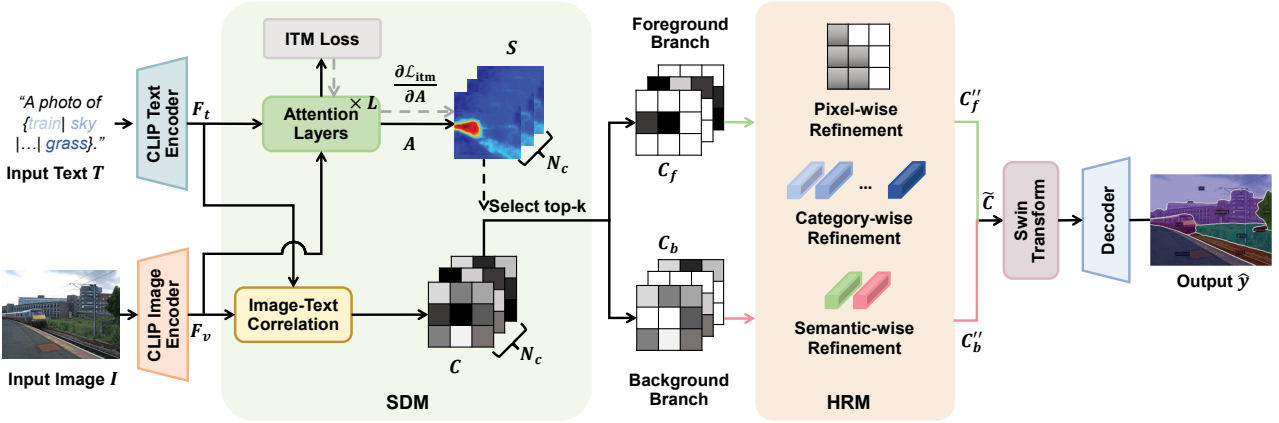 "A photo of
{train| sky
|...| grass}."
Input Text T
CLIP Text
Encoder
F_t
Input Image I
CLIP Image
Encoder
F_v
ITM Loss
Attention
Layers
× L
∂ℒ_itm
∂A
A
S
N_c
Select top-k
Image-Text
Correlation
C
N_c
SDM
Foreground
Branch
C_f
C_b
Background
Branch
Pixel-wise
Refinement
...
Category-wise
Refinement
Semantic-wise
Refinement
HRM
C''_f
C''_b
C̃
Swin
Transform
Decoder
Output ŷ